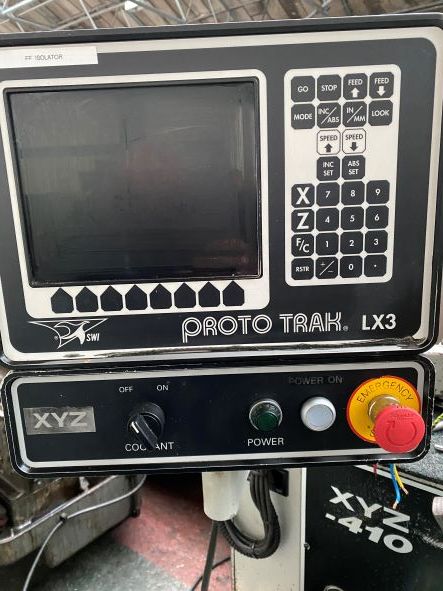 FF ISOLATOR
GO STOP FEED FEED
MODE INC/ABS IN/MM LOOK
SPEED SPEED
INC SET ABS SET
X 7 8 9
Z 4 5 6
F/C 1 2 3
RSTR +/- 0 .
SWI PROTO TRAK® LX3
OFF ON POWER ON EMERGENCY
XYZ
COOLANT POWER
XYZ
-410